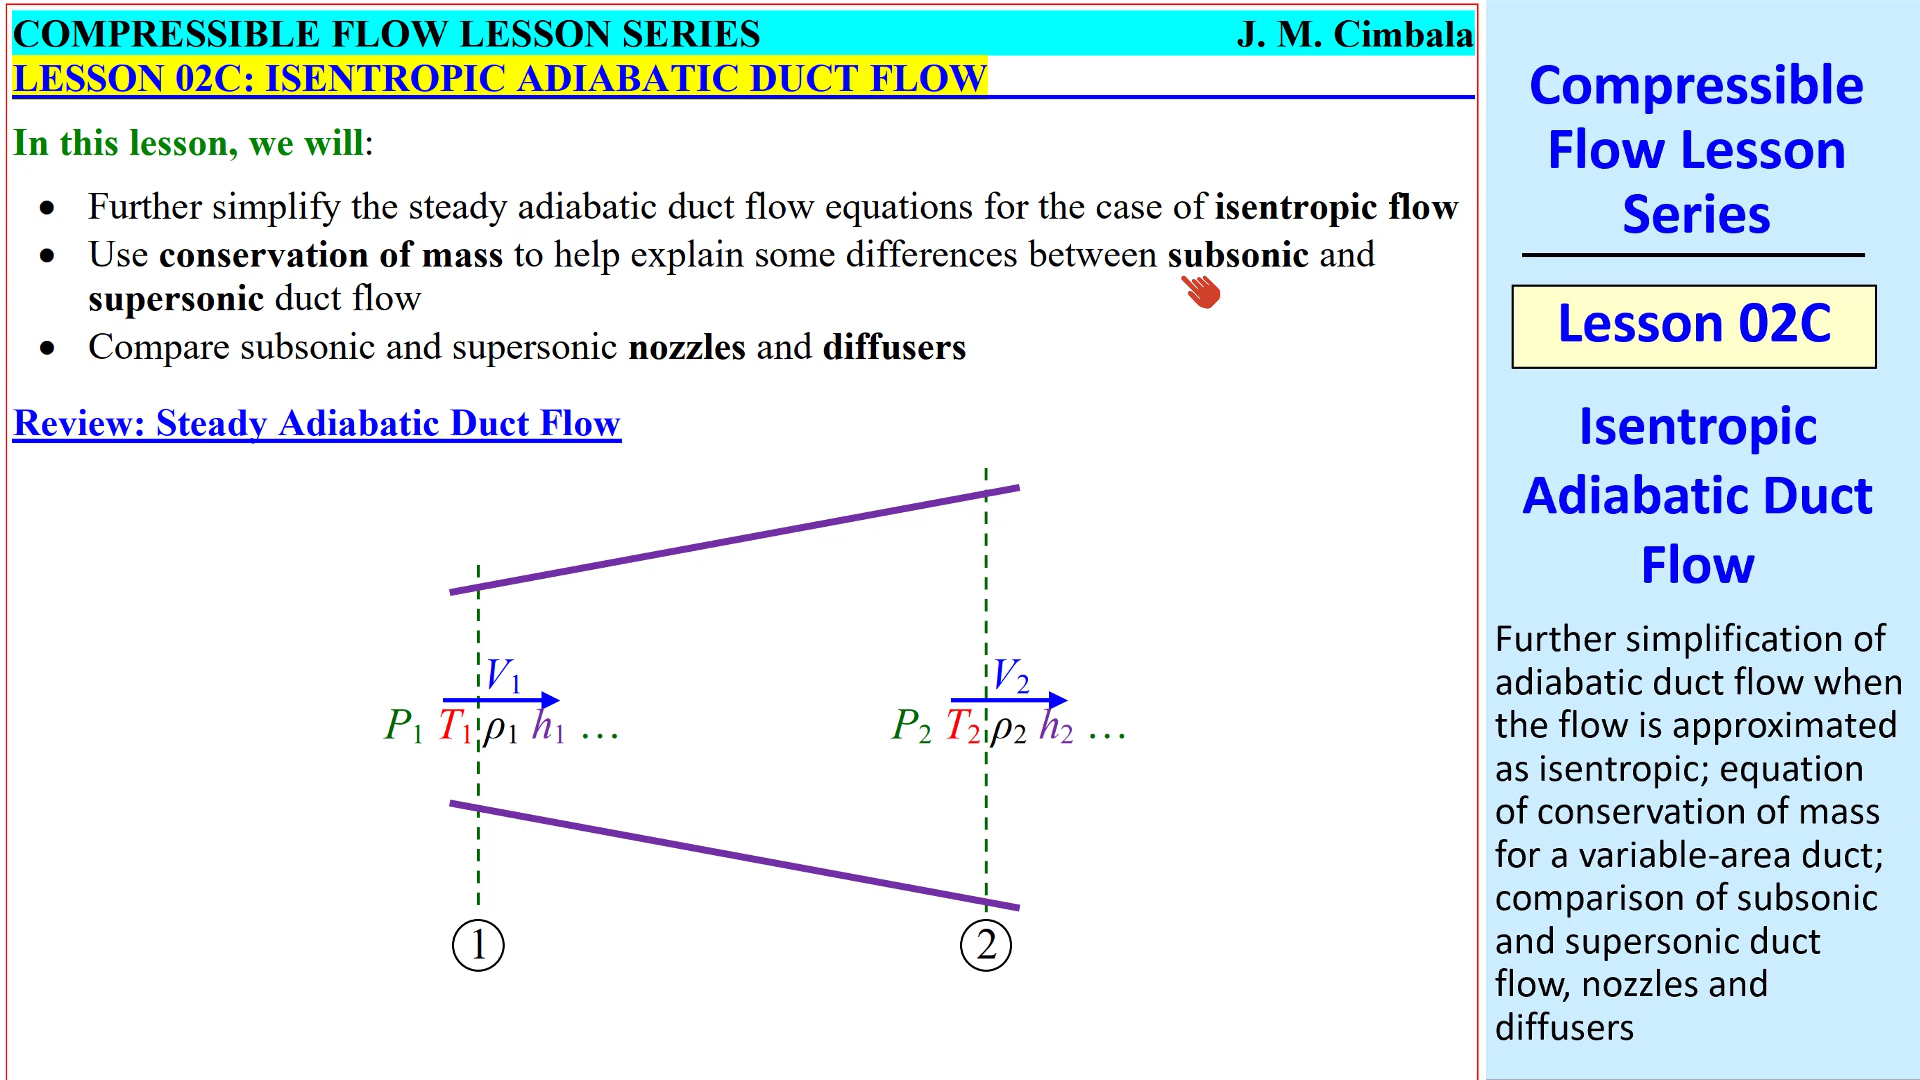 COMPRESSIBLE FLOW LESSON SERIES J. M. Cimbala
LESSON 02C: ISENTROPIC ADIABATIC DUCT FLOW
In this lesson, we will:
• Further simplify the steady adiabatic duct flow equations for the case of isentropic flow
• Use conservation of mass to help explain some differences between subsonic and
supersonic duct flow
• Compare subsonic and supersonic nozzles and diffusers
Review: Steady Adiabatic Duct Flow
V₁ V₂
P₁ T₁ ρ₁ h₁ … P₂ T₂ ρ₂ h₂ …
1 2
Compressible
Flow Lesson
Series
Lesson 02C
Isentropic
Adiabatic Duct
Flow
Further simplification of
adiabatic duct flow when
the flow is approximated
as isentropic; equation
of conservation of mass
for a variable-area duct;
comparison of subsonic
and supersonic duct
flow, nozzles and
diffusers